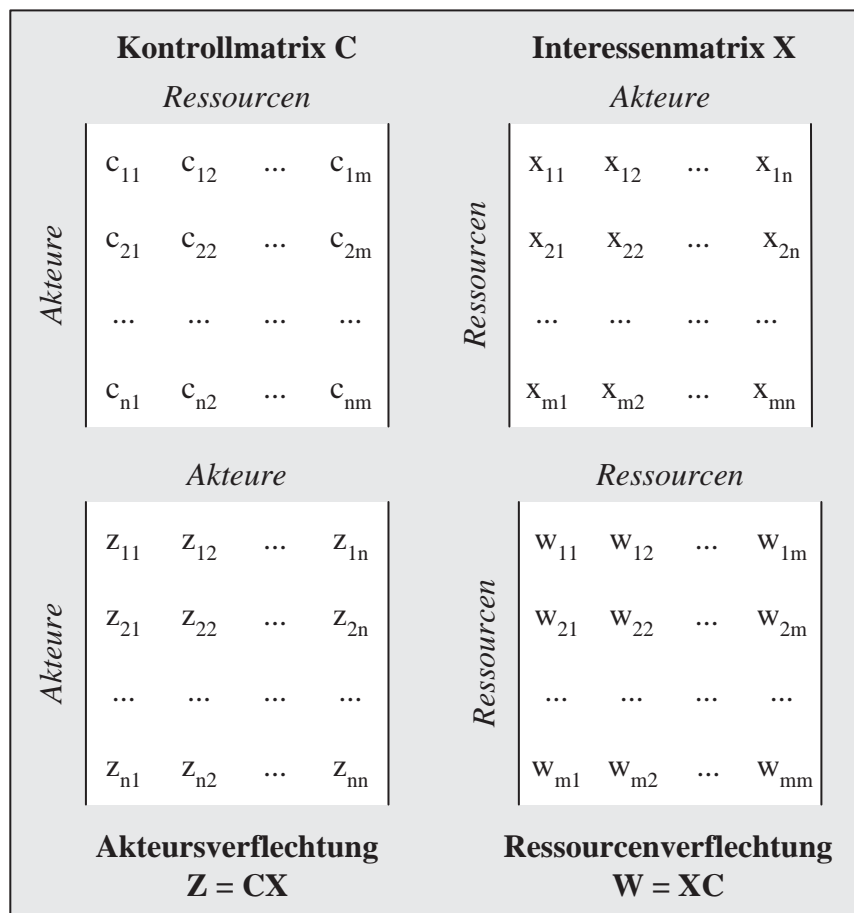 Kontrollmatrix C
Ressourcen
Akteure
c11 c12 ... c1m
c21 c22 ... c2m
... ... ... ...
cn1 cn2 ... cnm
Interessenmatrix X
Akteure
Ressourcen
x11 x12 ... x1n
x21 x22 ... x2n
... ... ... ...
xm1 xm2 ... xmn
Akteure
Akteure
z11 z12 ... z1n
z21 z22 ... z2n
... ... ... ...
zn1 zn2 ... znn
Akteursverflechtung
Z = CX
Ressourcen
Ressourcen
w11 w12 ... w1m
w21 w22 ... w2m
... ... ... ...
wm1 wm2 ... wmm
Ressourcenverflechtung
W = XC